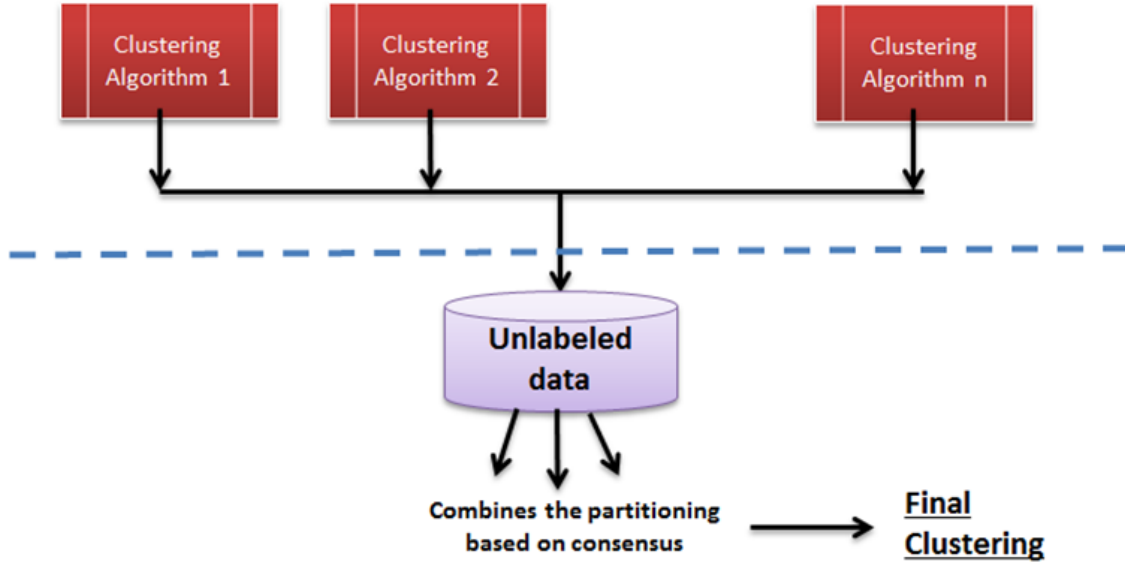 Clustering
Algorithm 1
Clustering
Algorithm 2
Clustering
Algorithm n
Unlabeled
data
Combines the partitioning
based on consensus
Final
Clustering